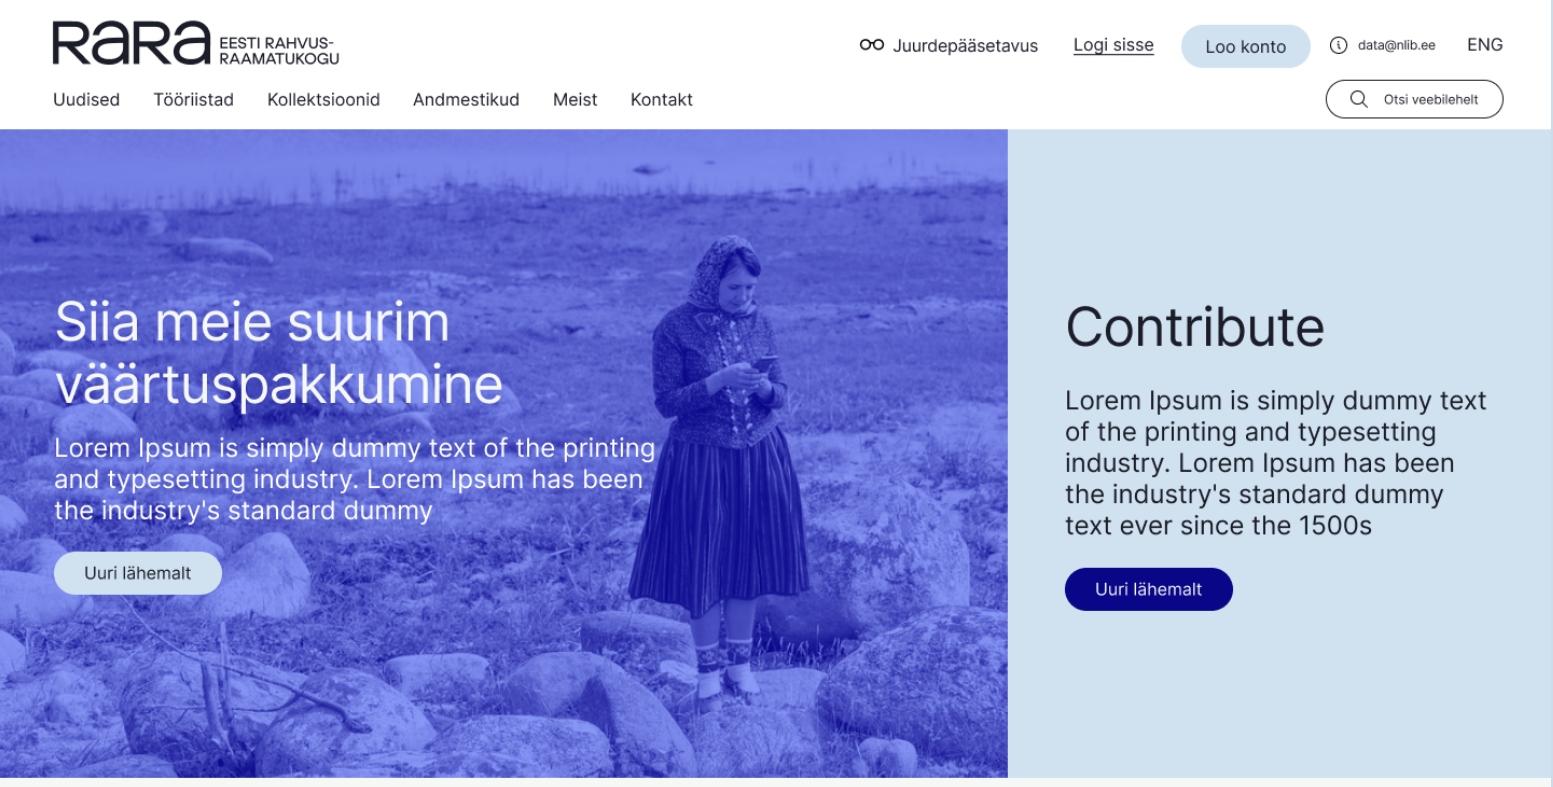 RaRa EESTI RAHVUS-
RAAMATUKOGU
Juurdepääsetavus Logi sisse Loo konto data@nlib.ee ENG
Uudised Tööriistad Kollektsioonid Andmestikud Meist Kontakt Otsi veebilehelt
Siia meie suurim
väärtuspakkumine
Lorem Ipsum is simply dummy text of the printing
and typesetting industry. Lorem Ipsum has been
the industry's standard dummy
Uuri lähemalt
Contribute
Lorem Ipsum is simply dummy text
of the printing and typesetting
industry. Lorem Ipsum has been
the industry's standard dummy
text ever since the 1500s
Uuri lähemalt